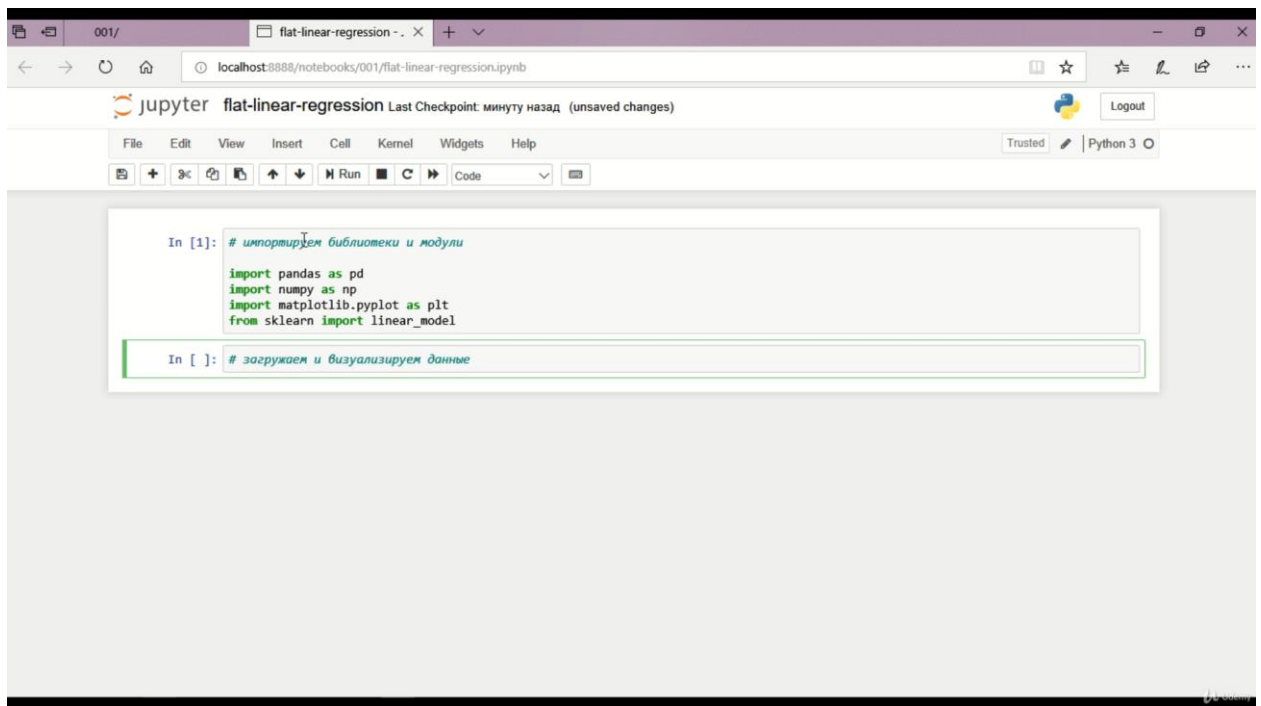 001/
flat-linear-regression - .
localhost:8888/notebooks/001/flat-linear-regression.ipynb
jupyter flat-linear-regression Last Checkpoint: минуту назад (unsaved changes)
Logout
File Edit View Insert Cell Kernel Widgets Help
Trusted Python 3
Run Code
In [1]: # импортируем библиотеки и модули
import pandas as pd
import numpy as np
import matplotlib.pyplot as plt
from sklearn import linear_model
In [ ]: # загружаем и визуализируем данные
Udemy